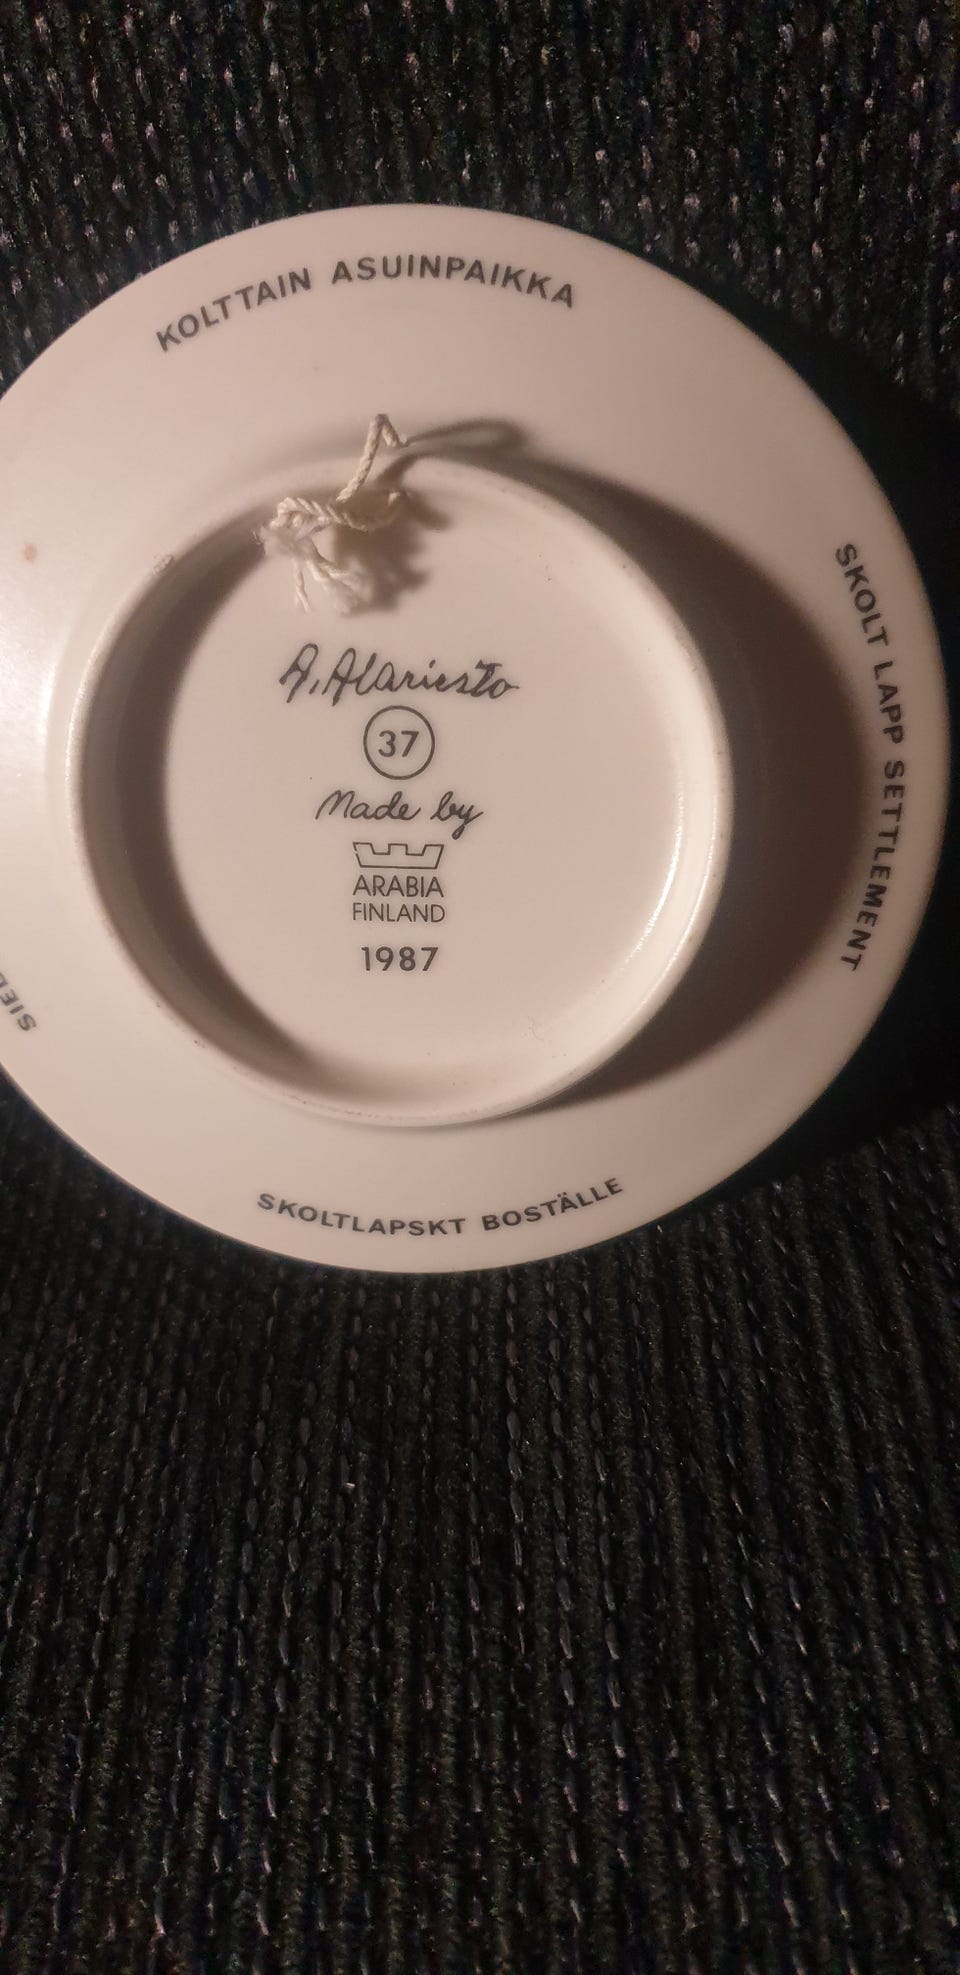 KOLTTAIN ASUINPAIKKA
SKOLT LAPP SETTLEMENT
A. Alariesto
37
Made by
ARABIA
FINLAND
1987
SKOLTLAPSKT BOSTÄLLE